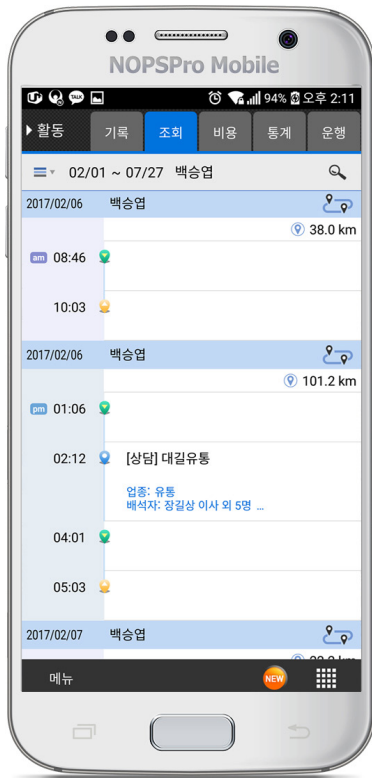 NOPSPro Mobile
TALK 94% 오후 2:11
활동 기록 조회 비용 통계 운행
02/01 ~ 07/27 백승엽
2017/02/06 백승엽
38.0 km
am 08:46
10:03
2017/02/06 백승엽
101.2 km
pm 01:06
02:12 [상담] 대길유통
업종: 유통
배석자: 장길상 이사 외 5명 ...
04:01
05:03
2017/02/07 백승엽
메뉴 NEW